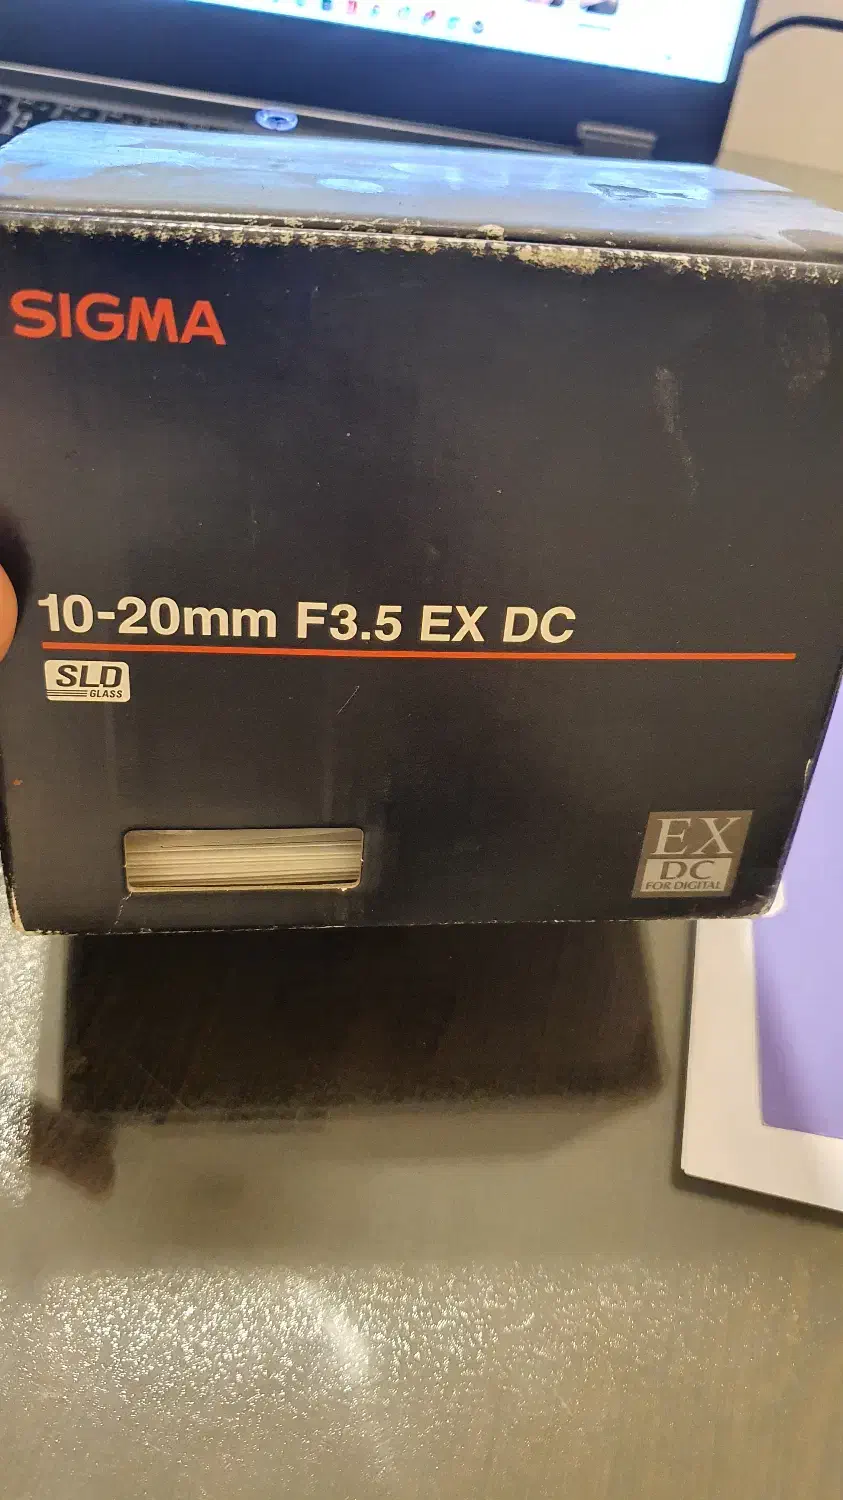 SIGMA
10-20mm F3.5 EX DC
SLD
GLASS
EX
DC
FOR DIGITAL